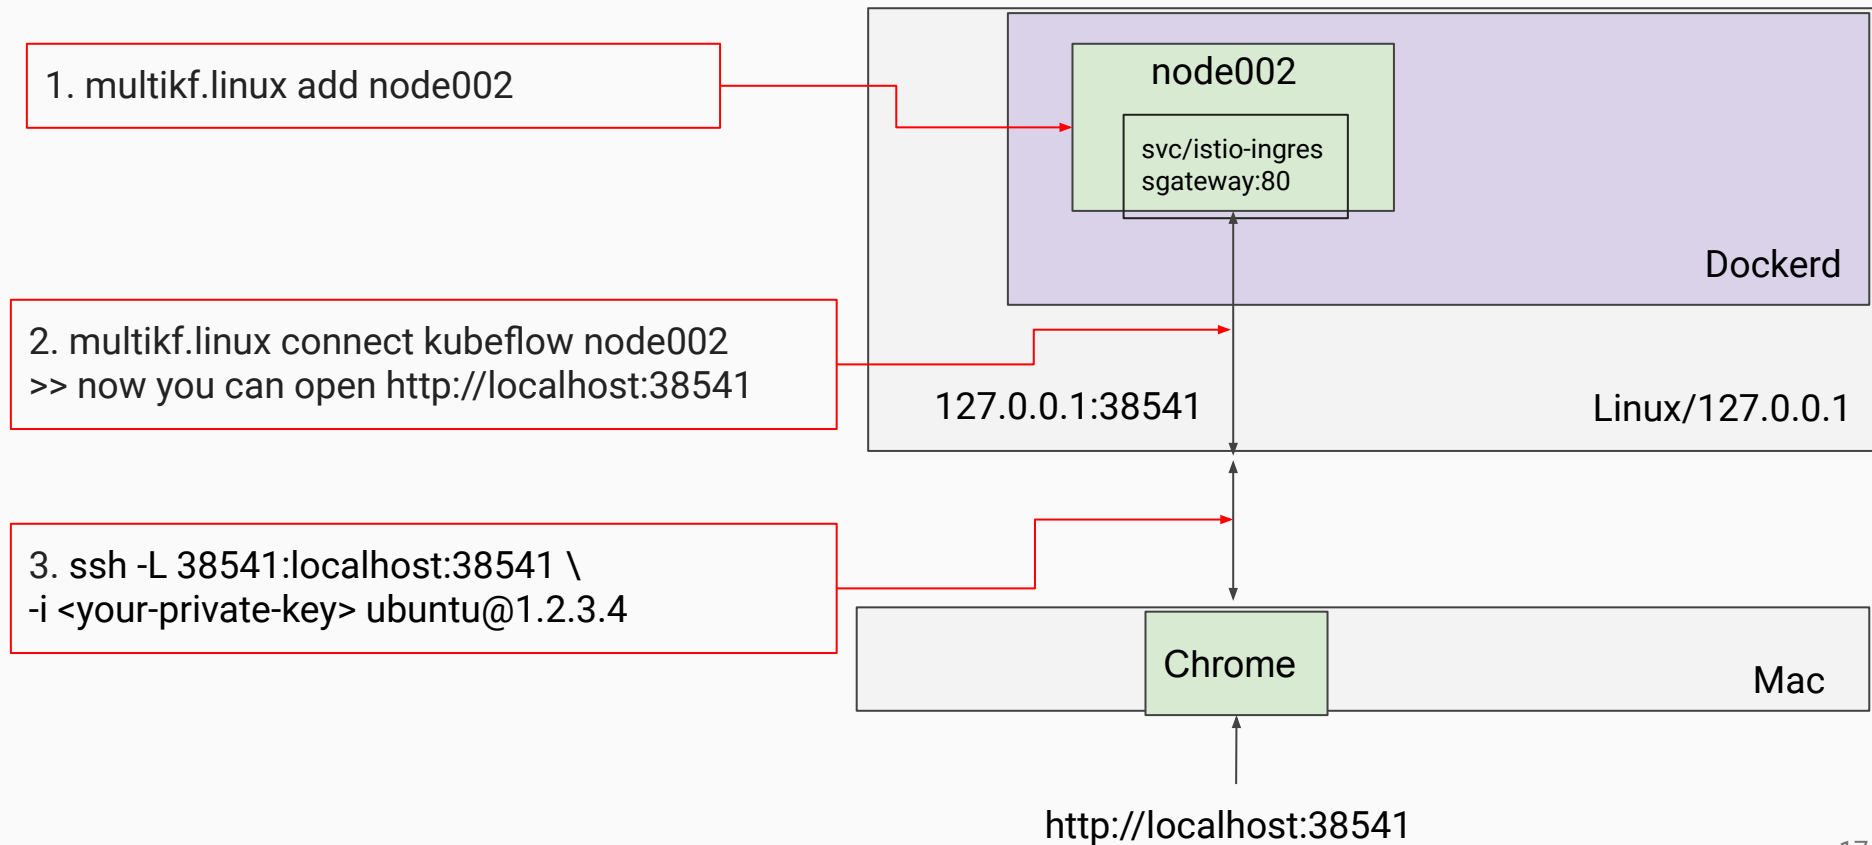 1. multikf.linux add node002
node002
svc/istio-ingres
sgateway:80
Dockerd
2. multikf.linux connect kubeflow node002
>> now you can open http://localhost:38541
127.0.0.1:38541
Linux/127.0.0.1
3. ssh -L 38541:localhost:38541 \
-i <your-private-key> ubuntu@1.2.3.4
Chrome
Mac
http://localhost:38541
17